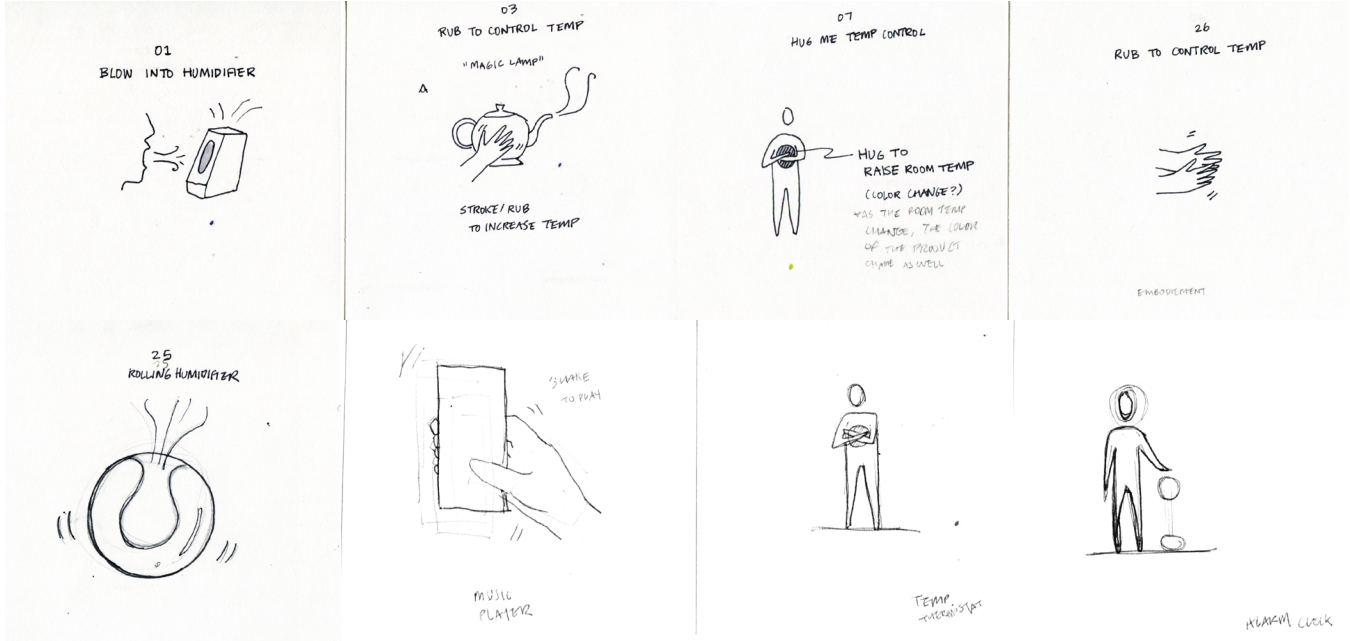 01
BLOW INTO HUMIDIFIER
03
RUB TO CONTROL TEMP
"MAGIC LAMP"
STROKE/RUB
TO INCREASE TEMP
07
HUG ME TEMP CONTROL
HUG TO
RAISE ROOM TEMP
(COLOR CHANGE?)
*AS THE ROOM TEMP
CHANGE, THE COLOR
OF THE PRODUCT
CHANGE AS WELL
26
RUB TO CONTROL TEMP
EMBODIEMENT
25
ROLLING HUMIDIFIER
SHAKE
TO PLAY
MUSIC
PLAYER
TEMP
THERMOSTAT
ALARM CLOCK